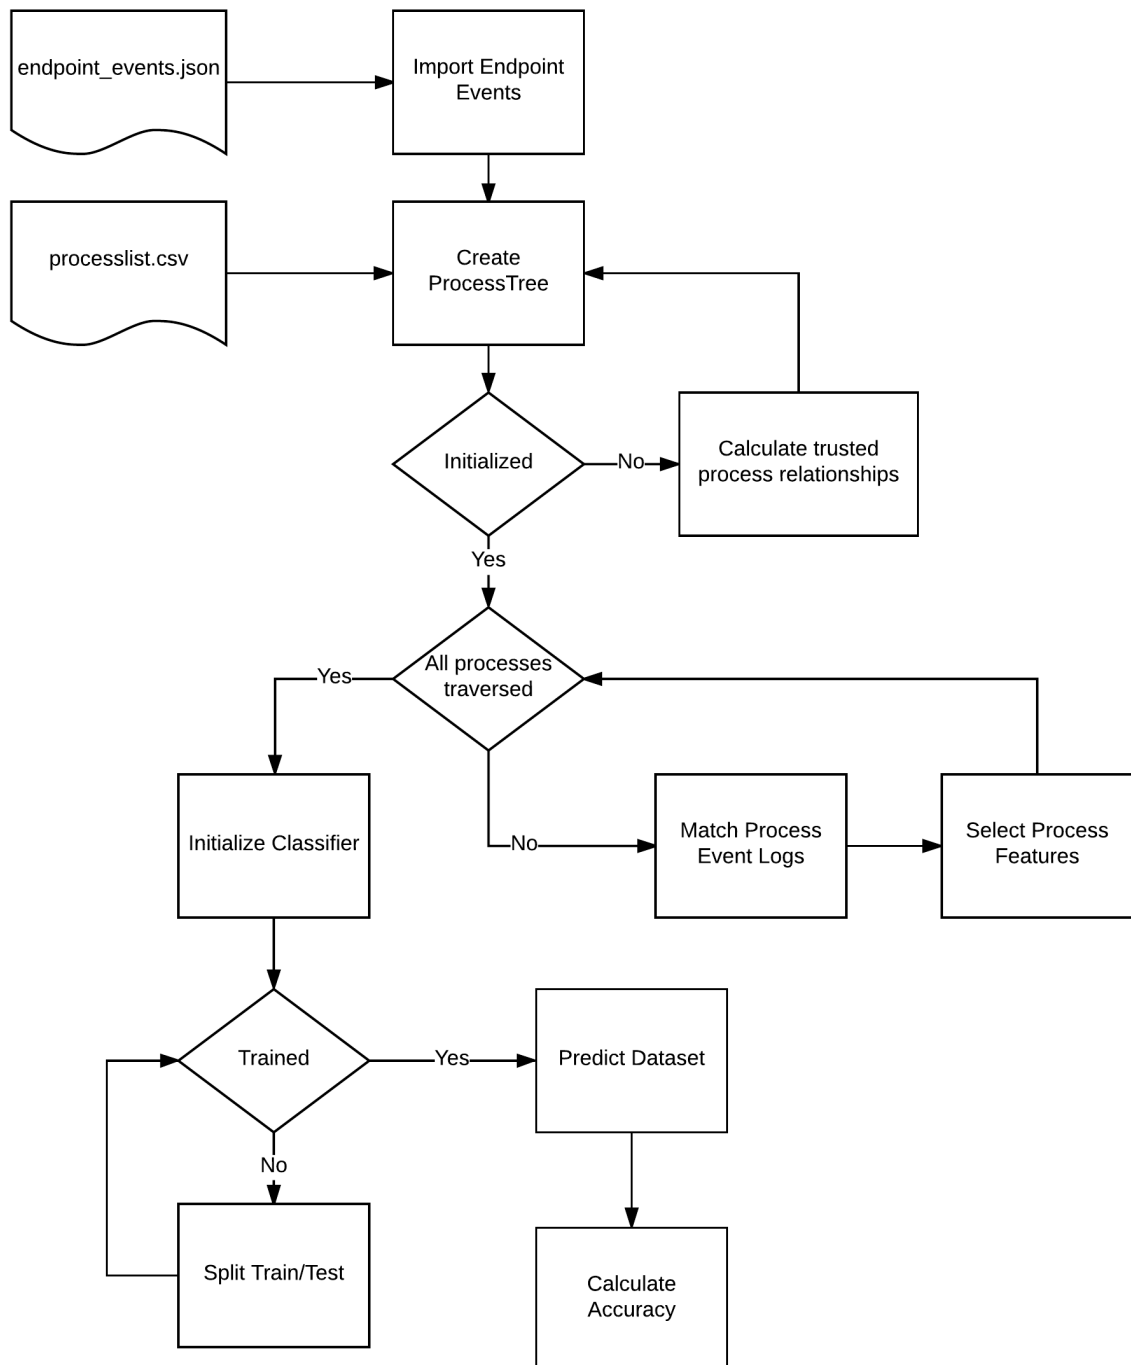 endpoint_events.json
Import Endpoint
Events
processlist.csv
Create
ProcessTree
Initialized
No
Calculate trusted
process relationships
Yes
All processes
traversed
Yes
Initialize Classifier
No
Match Process
Event Logs
Select Process
Features
Trained
Yes
Predict Dataset
No
Split Train/Test
Calculate
Accuracy